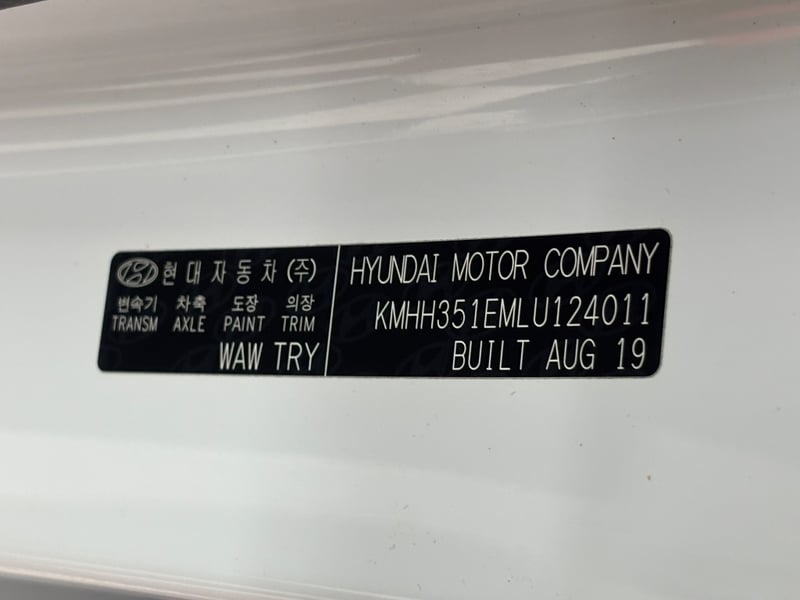 현대자동차(주)
변속기 차축 도장 의장
TRANSM AXLE PAINT TRIM
WAW TRY
HYUNDAI MOTOR COMPANY
KMHH351EMLU124011
BUILT AUG 19